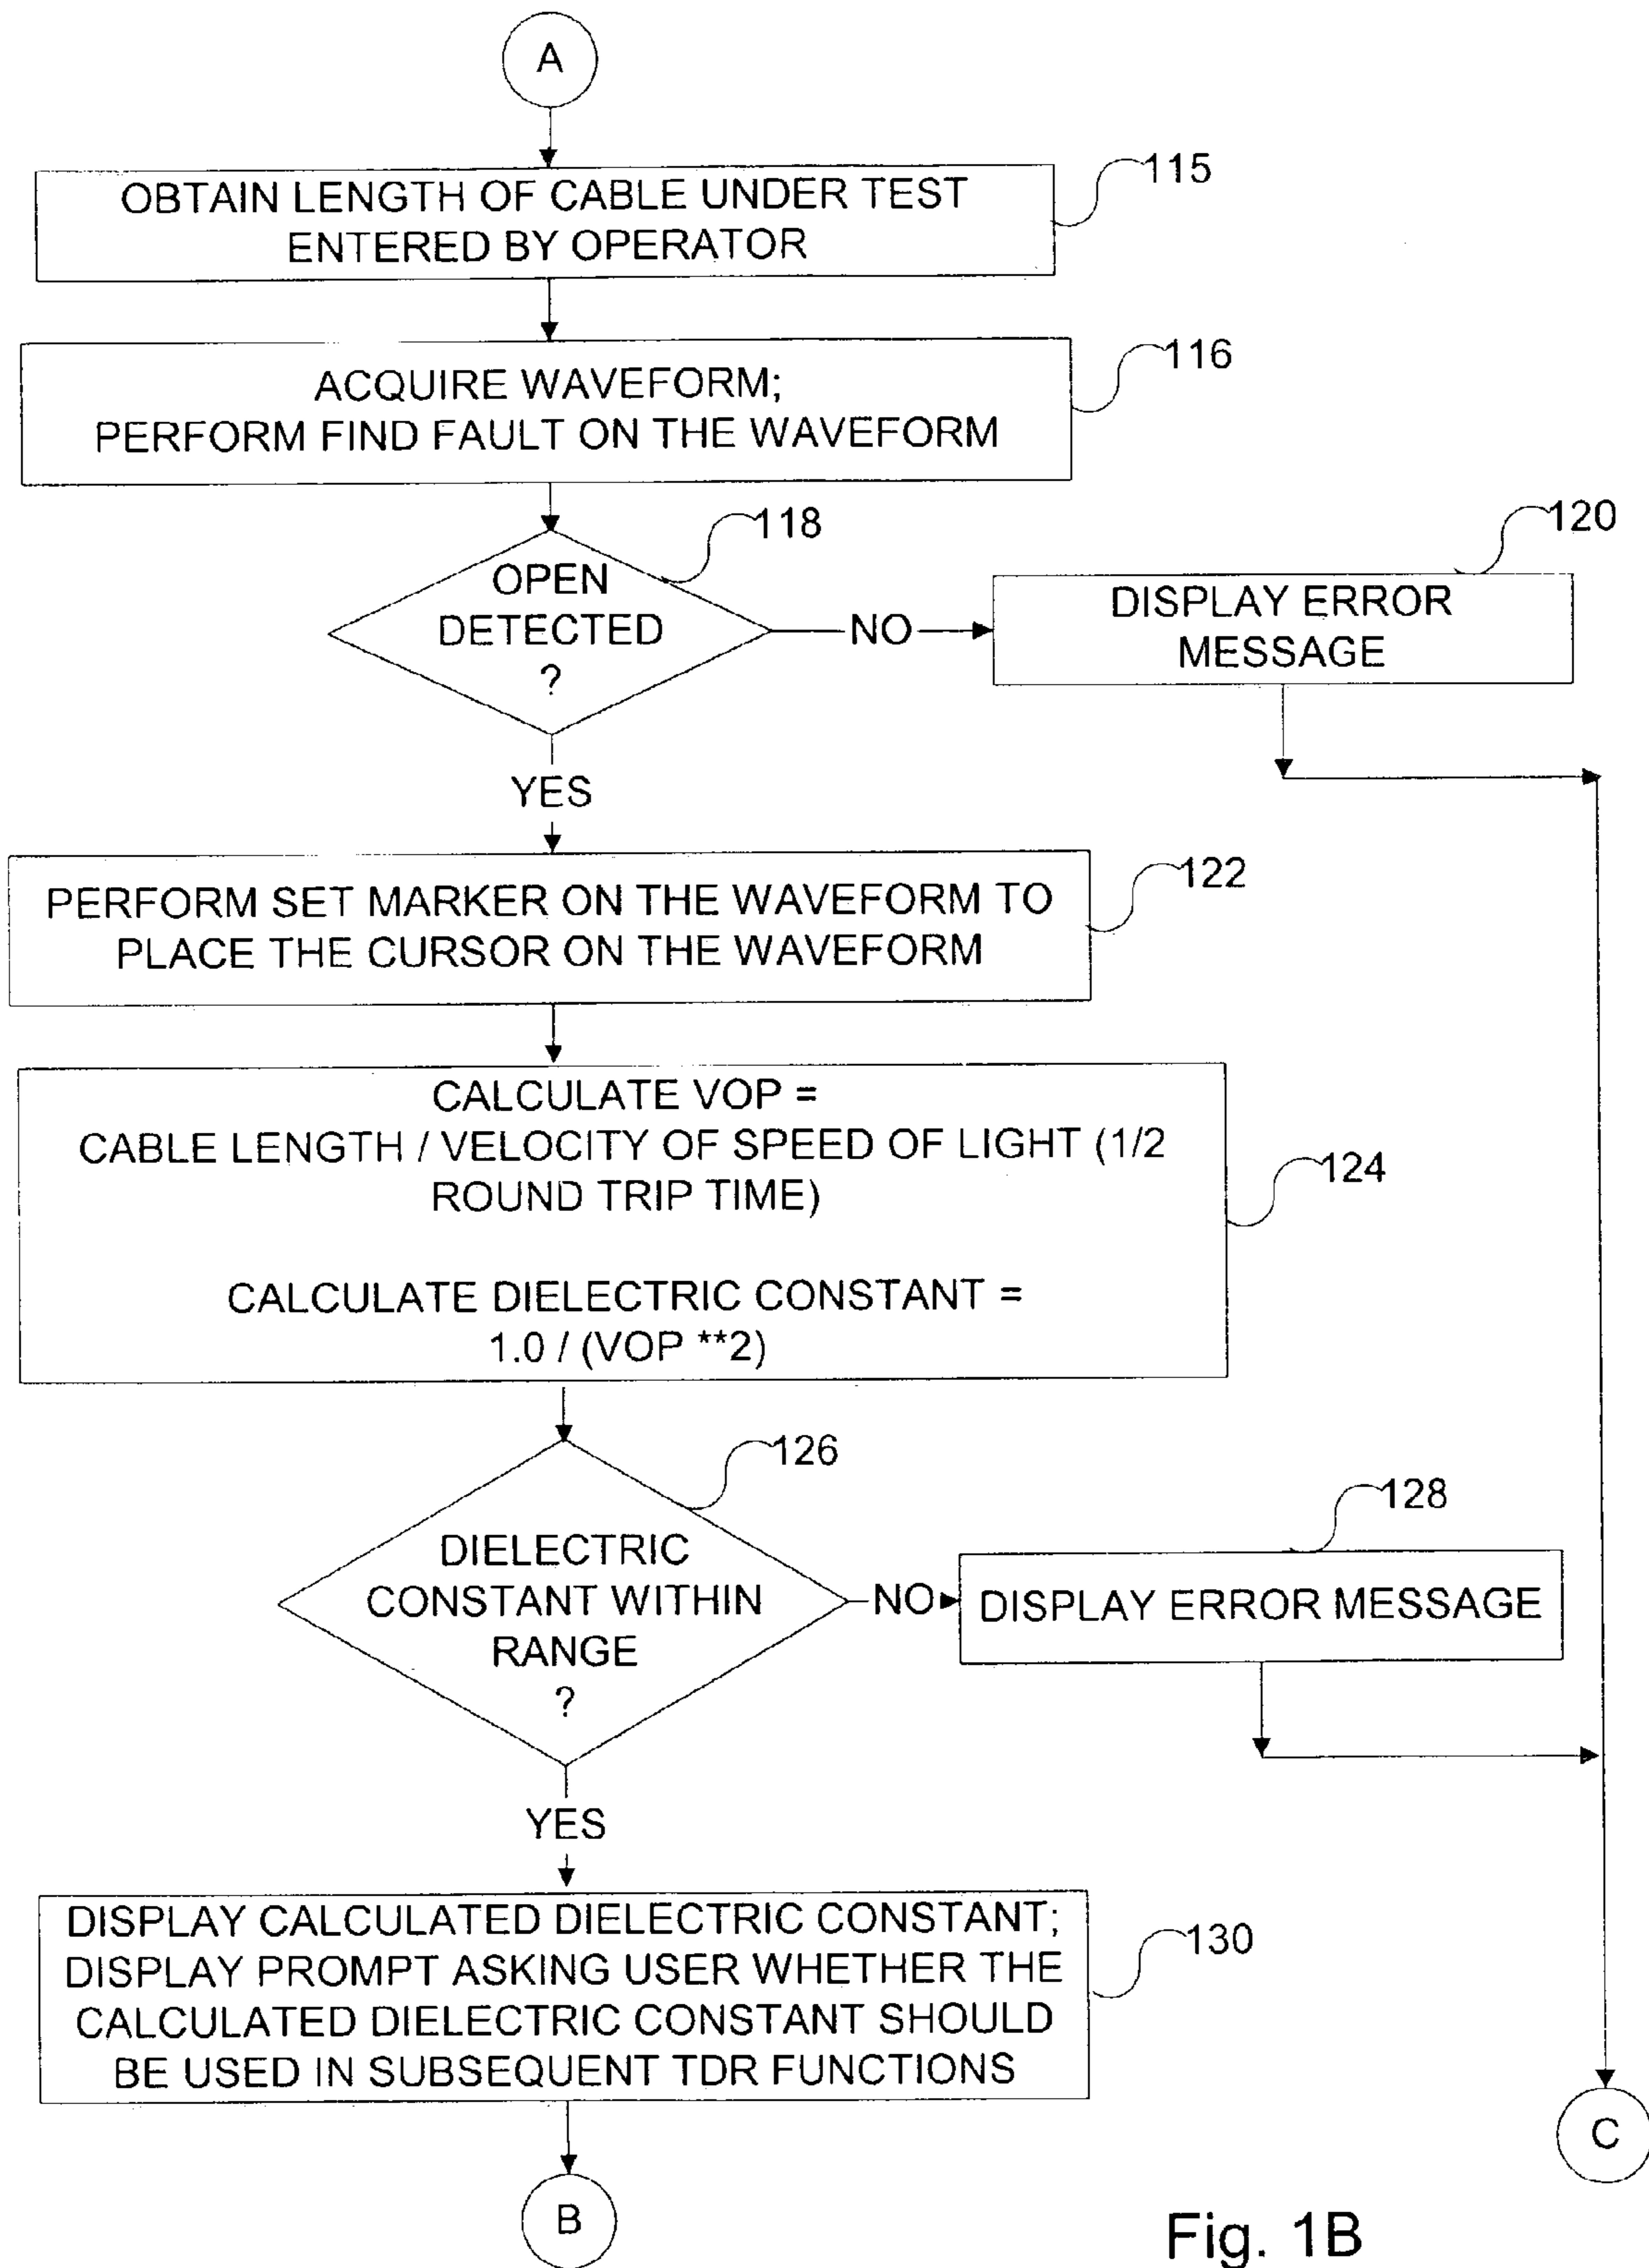 A
115
OBTAIN LENGTH OF CABLE UNDER TEST
ENTERED BY OPERATOR
116
ACQUIRE WAVEFORM;
PERFORM FIND FAULT ON THE WAVEFORM
118
OPEN
DETECTED
?
NO
120
DISPLAY ERROR
MESSAGE
YES
122
PERFORM SET MARKER ON THE WAVEFORM TO
PLACE THE CURSOR ON THE WAVEFORM
CALCULATE VOP =
CABLE LENGTH / VELOCITY OF SPEED OF LIGHT (1/2
ROUND TRIP TIME)
124
CALCULATE DIELECTRIC CONSTANT =
1.0 / (VOP **2)
126
DIELECTRIC
CONSTANT WITHIN
RANGE
?
NO
128
DISPLAY ERROR MESSAGE
YES
DISPLAY CALCULATED DIELECTRIC CONSTANT;
DISPLAY PROMPT ASKING USER WHETHER THE
CALCULATED DIELECTRIC CONSTANT SHOULD
BE USED IN SUBSEQUENT TDR FUNCTIONS
130
C
B
Fig. 1B